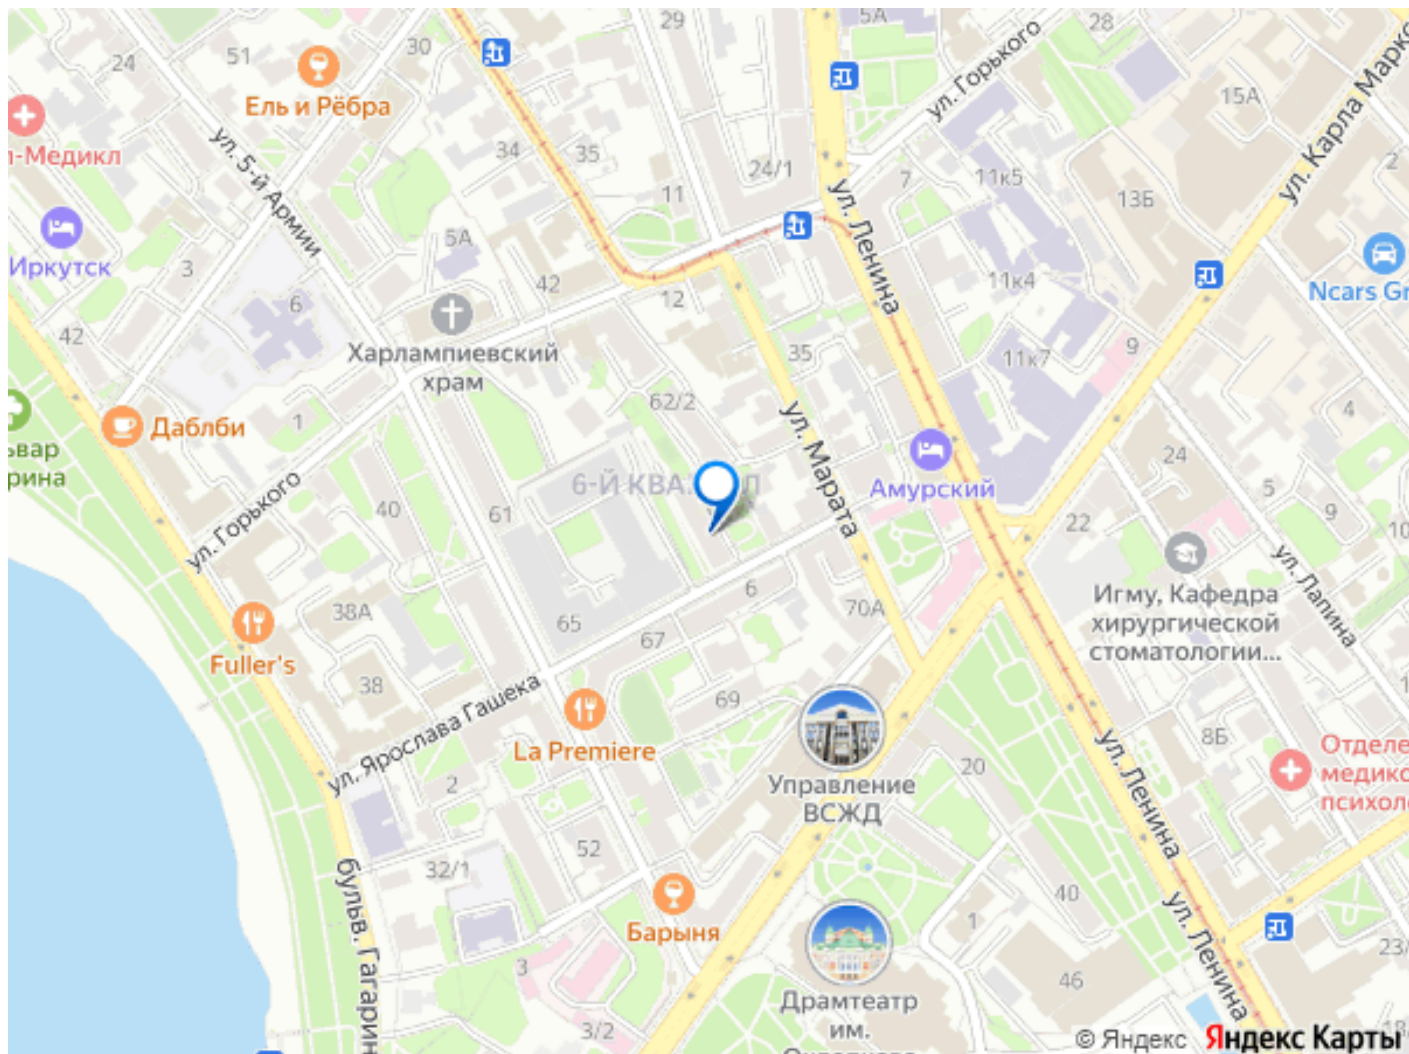 5А
29
28
30
51
24
Ель и Рёбра
ул. Горького
15А
ул. Карла Маркс
л-Медикл
ул. 5-й Армии
34
35
24/1
2
11
7
11к5
13Б
ул. Ленина
Иркутск
3
5А
6
42
12
11к4
Ncars Gr
42
Харлампиевский
храм
35
11к7
9
62/2
4
1
Даблби
ьвар
рина
ул. Марата
24
6-Й КВА
Л
Амурский
5
9
10
40
61
22
ул. Горького
ул. Лапина
Игму, Кафедра
хирургической
стоматологии...
6
70А
38А
65
67
Fuller's
38
69
ул. Ярослава Гашека
La Premiere
2
8Б
ул. Ленина
Отделе
медико
психол
Управление
ВСЖД
20
52
32/1
бульв. Гагарин
40
1
ул. Ленина
Барыня
3
46
23/
Драмтеатр
им.
3/2
© Яндекс Яндекс Карты